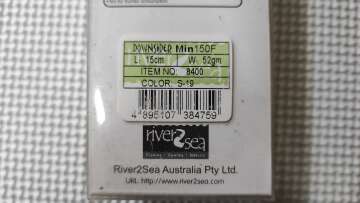 DOWNSIDER Min150F
L: 15cm W: 52gm
ITEM NO: 8400
COLOR: S-19
4 895107 384759
river2sea
River2Sea Australia Pty Ltd.
URL: http://www.river2sea.com